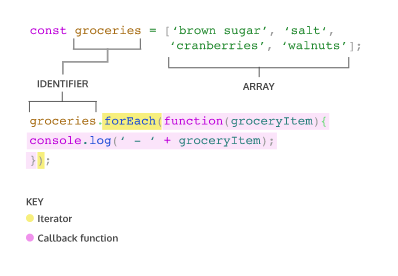 const groceries = [‘brown sugar’, ‘salt’,
‘cranberries’, ‘walnuts’];
IDENTIFIER
ARRAY
groceries.forEach(function(groceryItem){
console.log(‘ - ‘ + groceryItem);
});
KEY
Iterator
Callback function